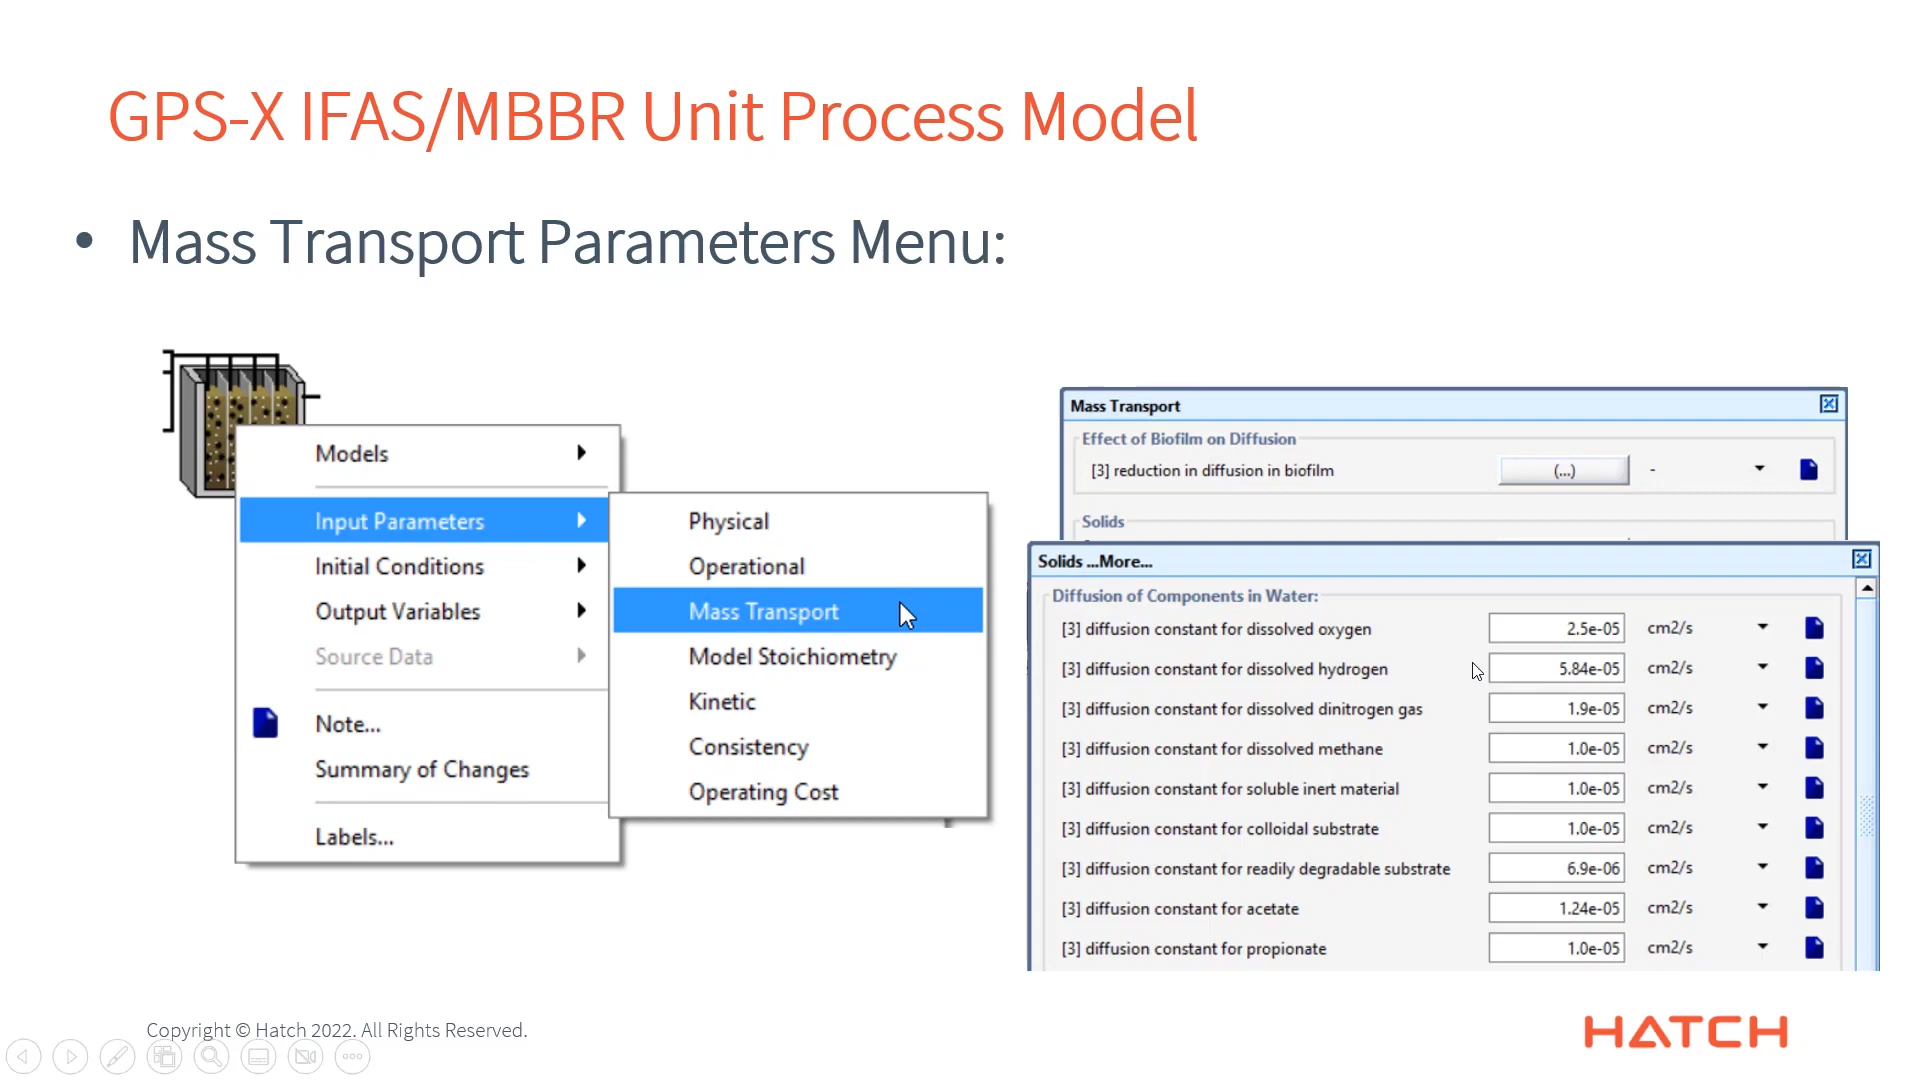 GPS-X IFAS/MBBR Unit Process Model
• Mass Transport Parameters Menu:
Models
Input Parameters
Initial Conditions
Output Variables
Source Data
Note...
Summary of Changes
Labels...
Physical
Operational
Mass Transport
Model Stoichiometry
Kinetic
Consistency
Operating Cost
Mass Transport
Effect of Biofilm on Diffusion
[3] reduction in diffusion in biofilm (...) -
Solids
Solids ...More...
Diffusion of Components in Water:
[3] diffusion constant for dissolved oxygen 2.5e-05 cm2/s
[3] diffusion constant for dissolved hydrogen 5.84e-05 cm2/s
[3] diffusion constant for dissolved dinitrogen gas 1.9e-05 cm2/s
[3] diffusion constant for dissolved methane 1.0e-05 cm2/s
[3] diffusion constant for soluble inert material 1.0e-05 cm2/s
[3] diffusion constant for colloidal substrate 1.0e-05 cm2/s
[3] diffusion constant for readily degradable substrate 6.9e-06 cm2/s
[3] diffusion constant for acetate 1.24e-05 cm2/s
[3] diffusion constant for propionate 1.0e-05 cm2/s
Copyright © Hatch 2022. All Rights Reserved.
HATCH